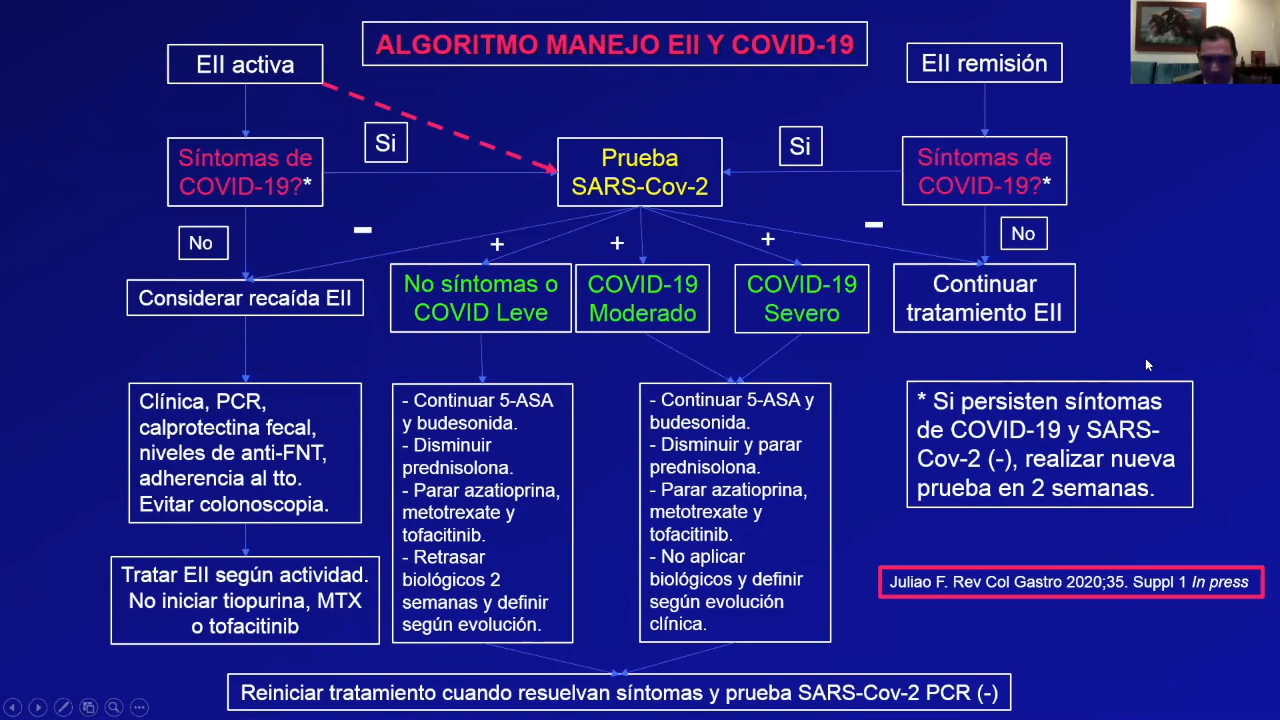 ALGORITMO MANEJO EII Y COVID-19
EII activa
EII remisión
Síntomas de
COVID-19?*
Si
Prueba
SARS-Cov-2
Si
Síntomas de
COVID-19?*
No
-
+
+
+
-
No
Considerar recaída EII
No síntomas o
COVID Leve
COVID-19
Moderado
COVID-19
Severo
Continuar
tratamiento EII
Clínica, PCR,
calprotectina fecal,
niveles de anti-FNT,
adherencia al tto.
Evitar colonoscopia.
- Continuar 5-ASA
y budesonida.
- Disminuir
prednisolona.
- Parar azatioprina,
metotrexate y
tofacitinib.
- Retrasar
biológicos 2
semanas y definir
según evolución.
- Continuar 5-ASA y
budesonida.
- Disminuir y parar
prednisolona.
- Parar azatioprina,
metotrexate y
tofacitinib.
- No aplicar
biológicos y definir
según evolución
clínica.
* Si persisten síntomas
de COVID-19 y SARS-
Cov-2 (-), realizar nueva
prueba en 2 semanas.
Tratar EII según actividad.
No iniciar tiopurina, MTX
o tofacitinib
Juliao F. Rev Col Gastro 2020;35. Suppl 1 In press
Reiniciar tratamiento cuando resuelvan síntomas y prueba SARS-Cov-2 PCR (-)